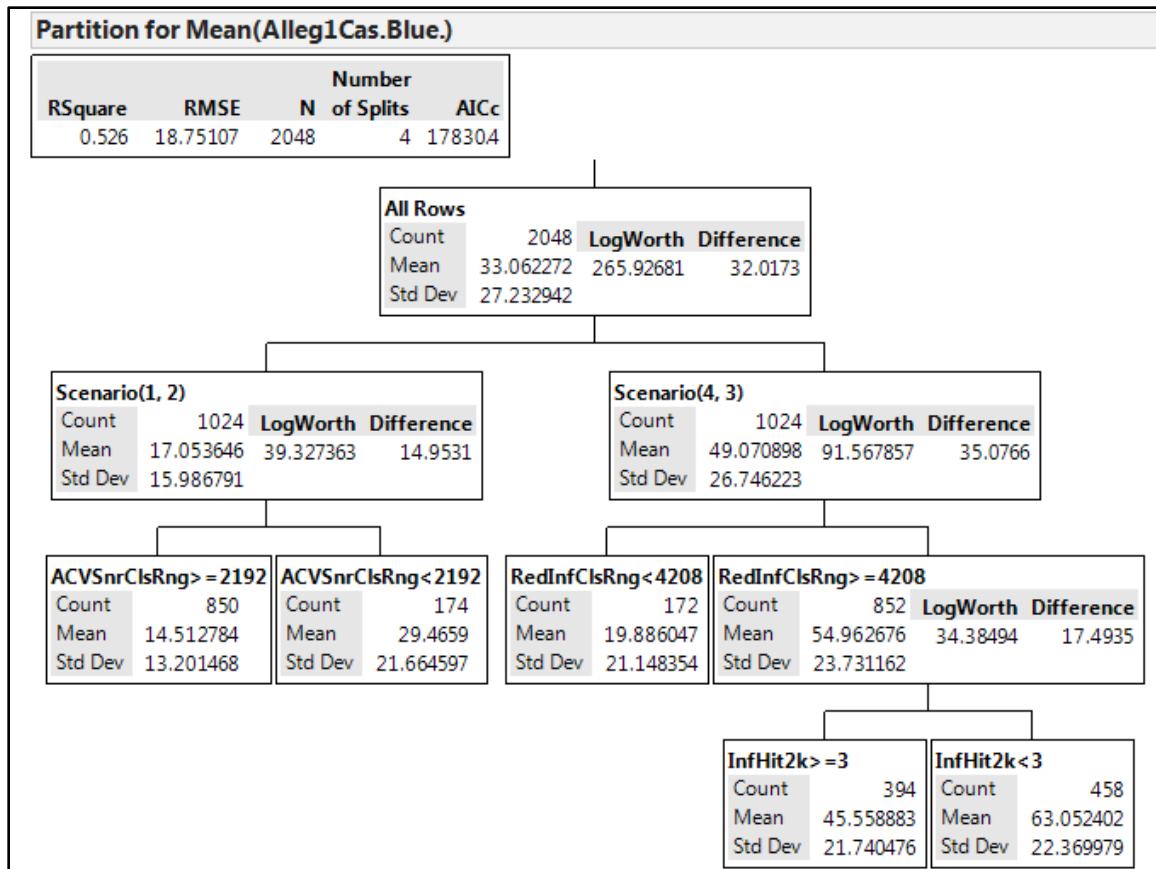 Partition for Mean(Alleg1Cas.Blue.)
Number
RSquare RMSE N of Splits AICc
0.526 18.75107 2048 4 17830.4
All Rows
Count 2048 LogWorth Difference
Mean 33.062272 265.92681 32.0173
Std Dev 27.232942
Scenario(1, 2)
Count 1024 LogWorth Difference
Mean 17.053646 39.327363 14.9531
Std Dev 15.986791
Scenario(4, 3)
Count 1024 LogWorth Difference
Mean 49.070898 91.567857 35.0766
Std Dev 26.746223
ACVSnrClsRng>=2192
Count 850
Mean 14.512784
Std Dev 13.201468
ACVSnrClsRng<2192
Count 174
Mean 29.4659
Std Dev 21.664597
RedInfClsRng<4208
Count 172
Mean 19.886047
Std Dev 21.148354
RedInfClsRng>=4208
Count 852 LogWorth Difference
Mean 54.962676 34.38494 17.4935
Std Dev 23.731162
InfHit2k>=3
Count 394
Mean 45.558883
Std Dev 21.740476
InfHit2k<3
Count 458
Mean 63.052402
Std Dev 22.369979